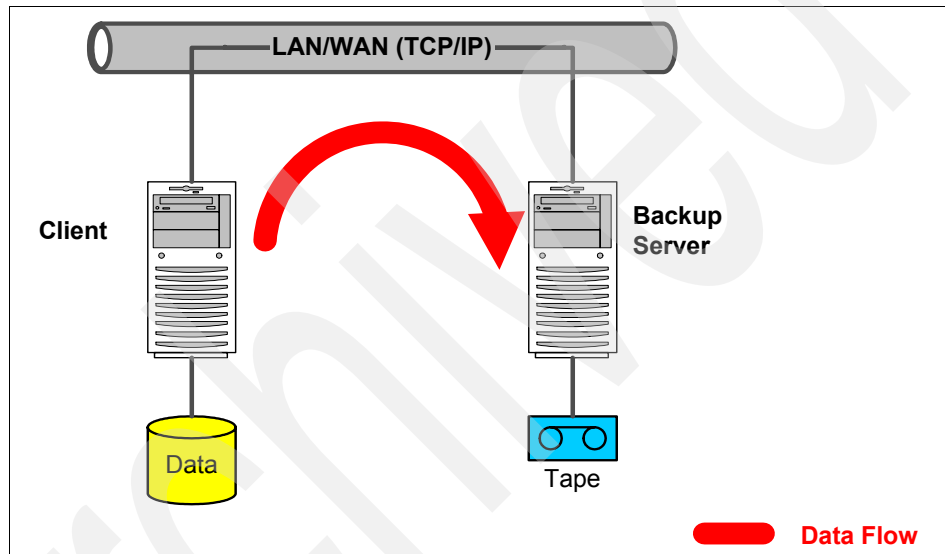 LAN/WAN (TCP/IP)
Client
Backup
Server
Data
Tape
Data Flow